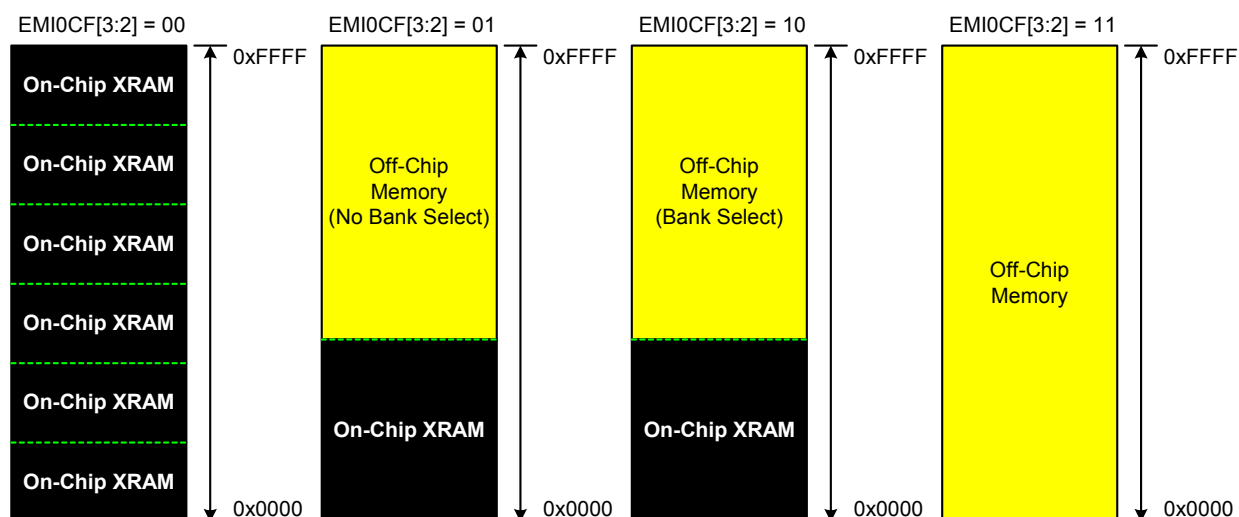 EMI0CF[3:2] = 00
EMI0CF[3:2] = 01
EMI0CF[3:2] = 10
EMI0CF[3:2] = 11
On-Chip XRAM
On-Chip XRAM
On-Chip XRAM
On-Chip XRAM
On-Chip XRAM
On-Chip XRAM
0xFFFF
0x0000
Off-Chip
Memory
(No Bank Select)
On-Chip XRAM
0xFFFF
0x0000
Off-Chip
Memory
(Bank Select)
On-Chip XRAM
0xFFFF
0x0000
Off-Chip
Memory
0xFFFF
0x0000